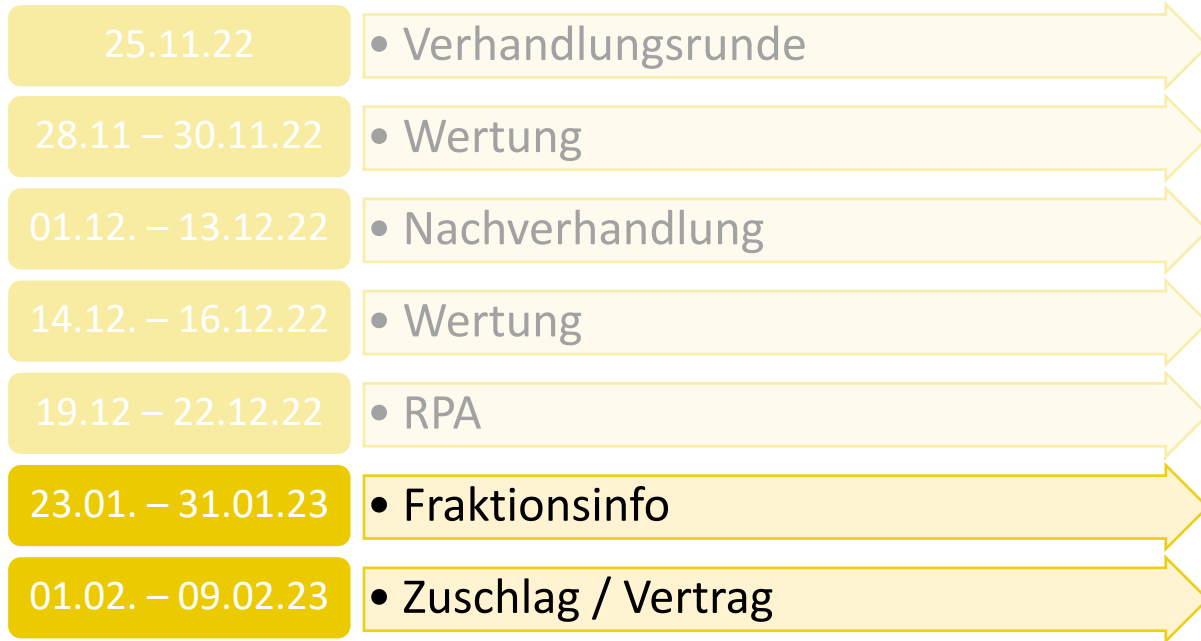 25.11.22 • Verhandlungsrunde
28.11 – 30.11.22 • Wertung
01.12. – 13.12.22 • Nachverhandlung
14.12. – 16.12.22 • Wertung
19.12 – 22.12.22 • RPA
23.01. – 31.01.23 • Fraktionsinfo
01.02. – 09.02.23 • Zuschlag / Vertrag